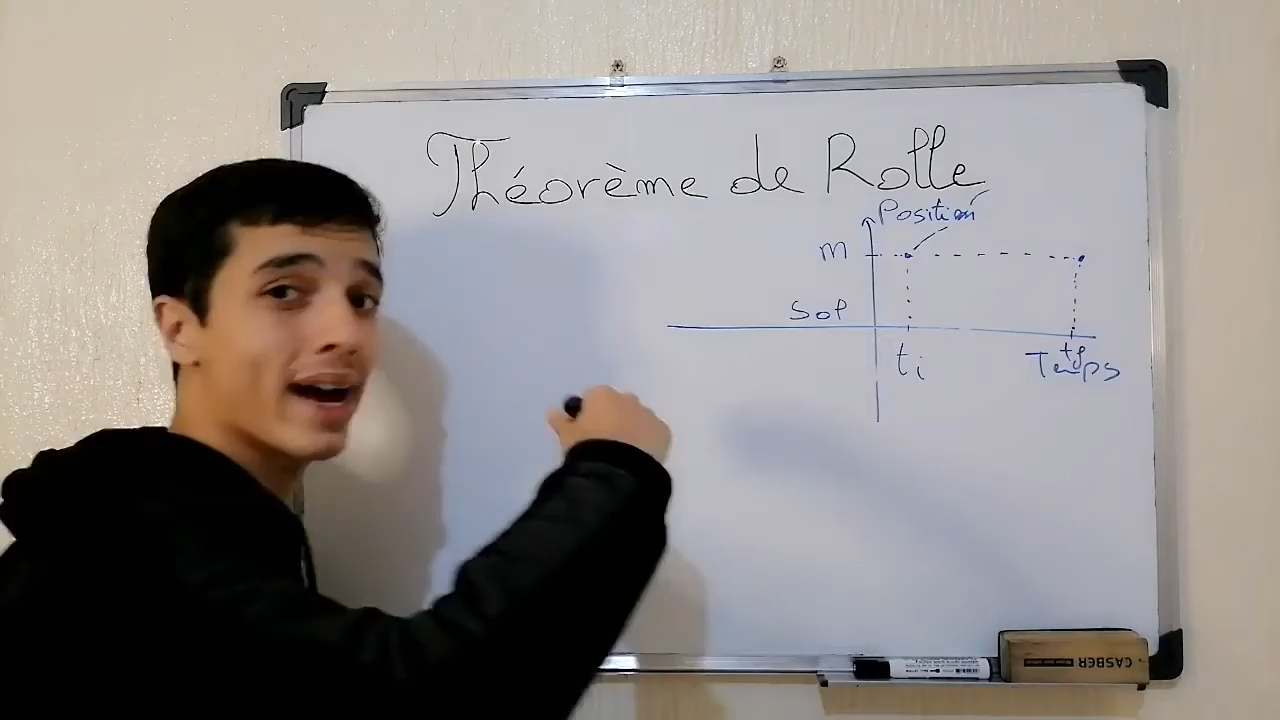 Théorème de Rolle
Position
m
Sol
ti
tf
Temps
CASBER